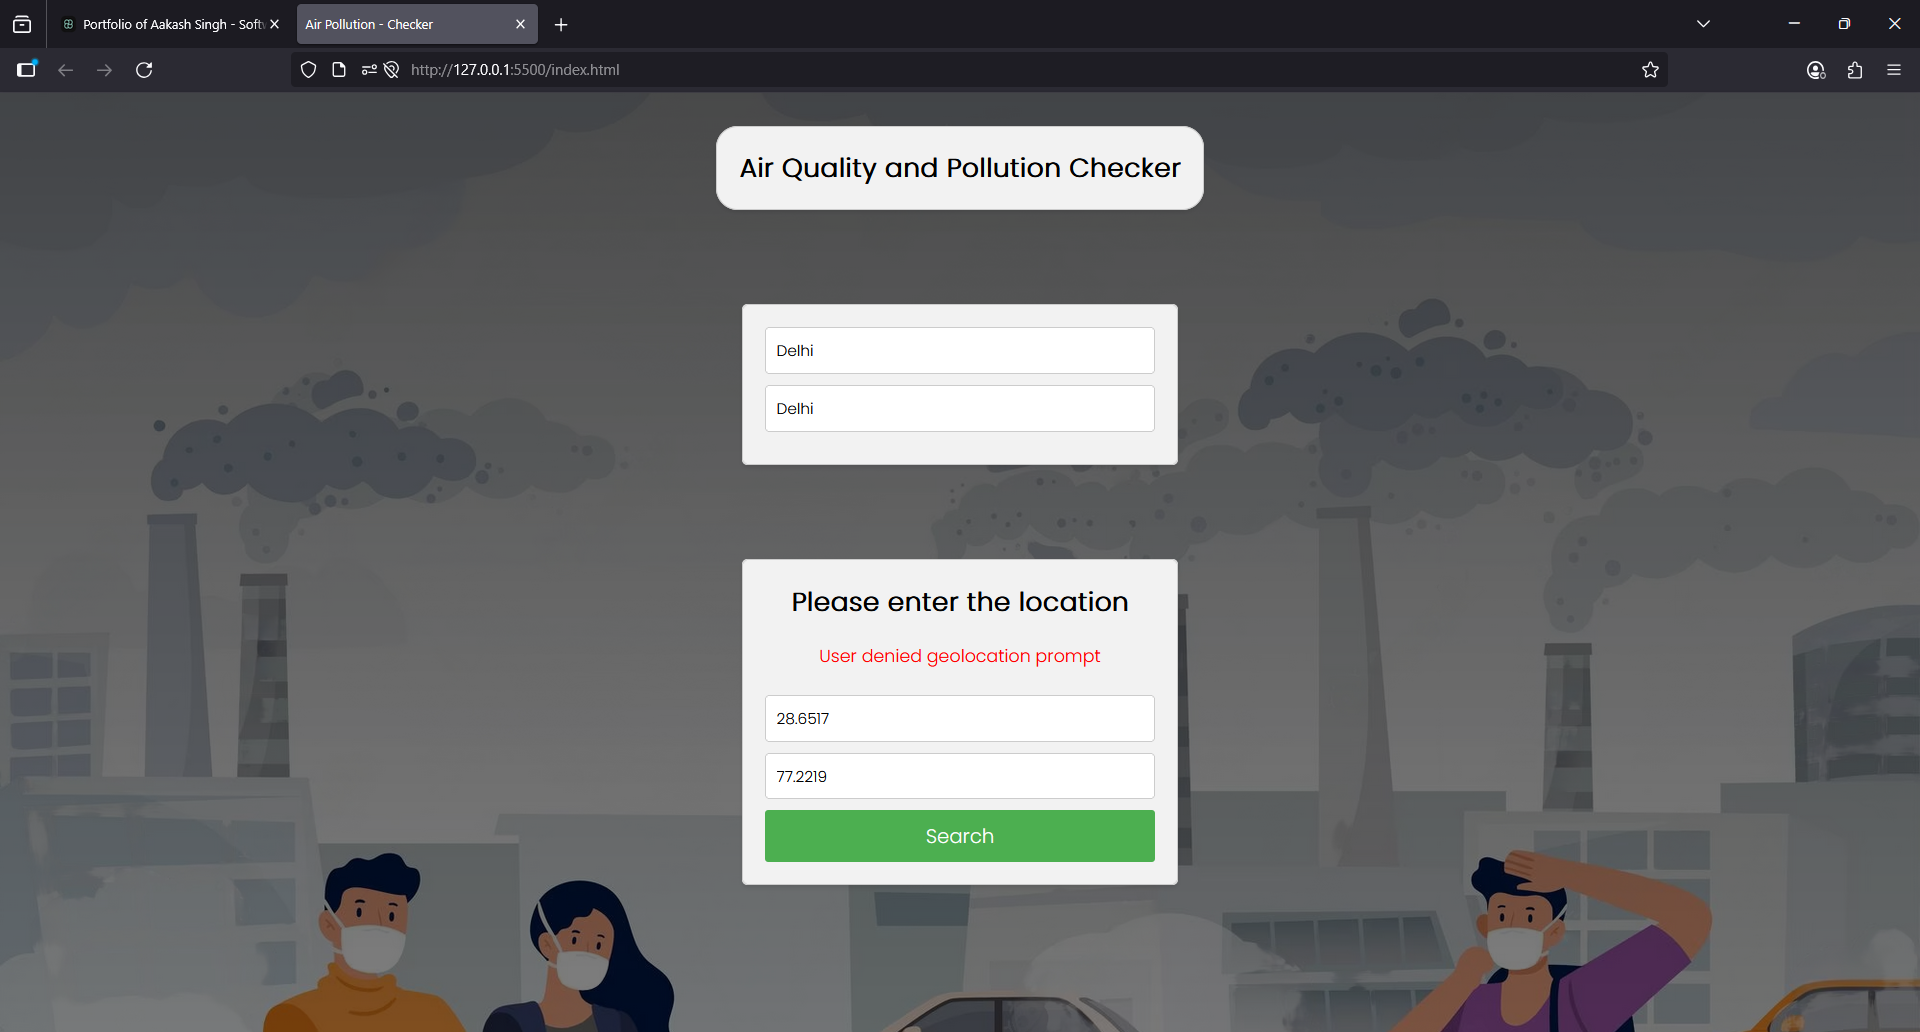 Portfolio of Aakash Singh - Softw
Air Pollution - Checker
http://127.0.0.1:5500/index.html
Air Quality and Pollution Checker
Delhi
Delhi
Please enter the location
User denied geolocation prompt
28.6517
77.2219
Search